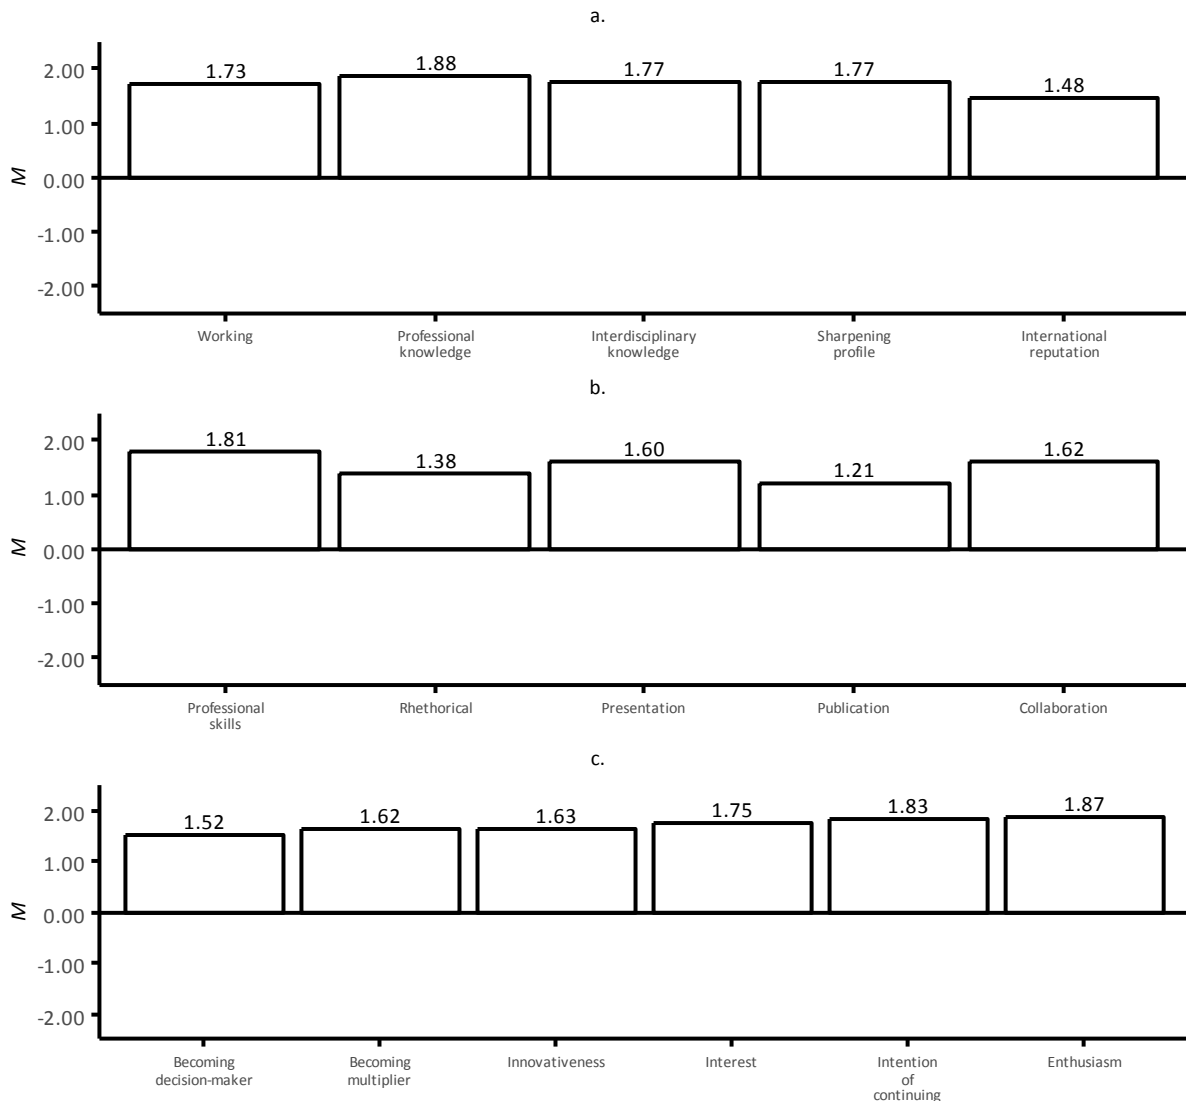 a.
2.00
1.00
0.00
-1.00
-2.00
M
1.73
1.88
1.77
1.77
1.48
Working
Professional
knowledge
Interdisciplinary
knowledge
Sharpening
profile
International
reputation
b.
2.00
1.00
0.00
-1.00
-2.00
M
1.81
1.38
1.60
1.21
1.62
Professional
skills
Rhethorical
Presentation
Publication
Collaboration
c.
2.00
1.00
0.00
-1.00
-2.00
M
1.52
1.62
1.63
1.75
1.83
1.87
Becoming
decision-maker
Becoming
multiplier
Innovativeness
Interest
Intention
of
continuing
Enthusiasm